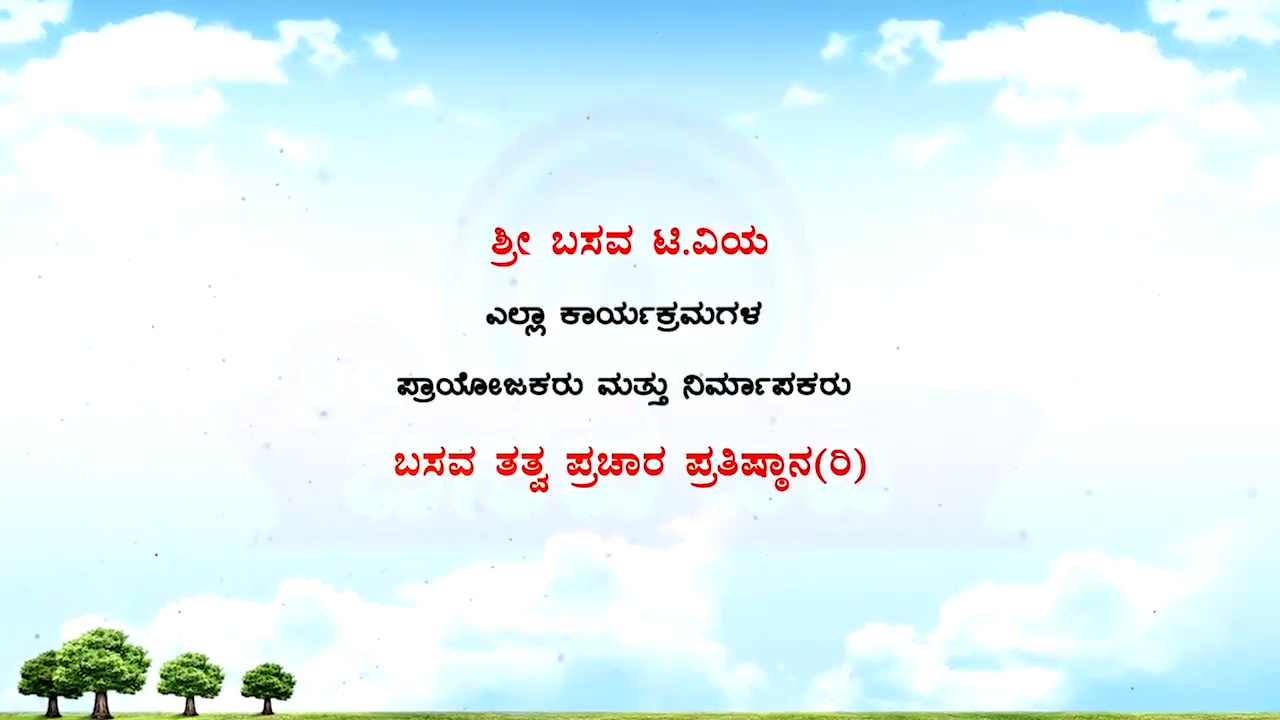 ಶ್ರೀ ಬಸವ ಟಿ.ವಿಯ
ಎಲ್ಲಾ ಕಾರ್ಯಕ್ರಮಗಳ
ಪ್ರಾಯೋಜಕರು ಮತ್ತು ನಿರ್ಮಾಪಕರು
ಬಸವ ತತ್ವ ಪ್ರಚಾರ ಪ್ರತಿಷ್ಠಾನ(ರಿ)